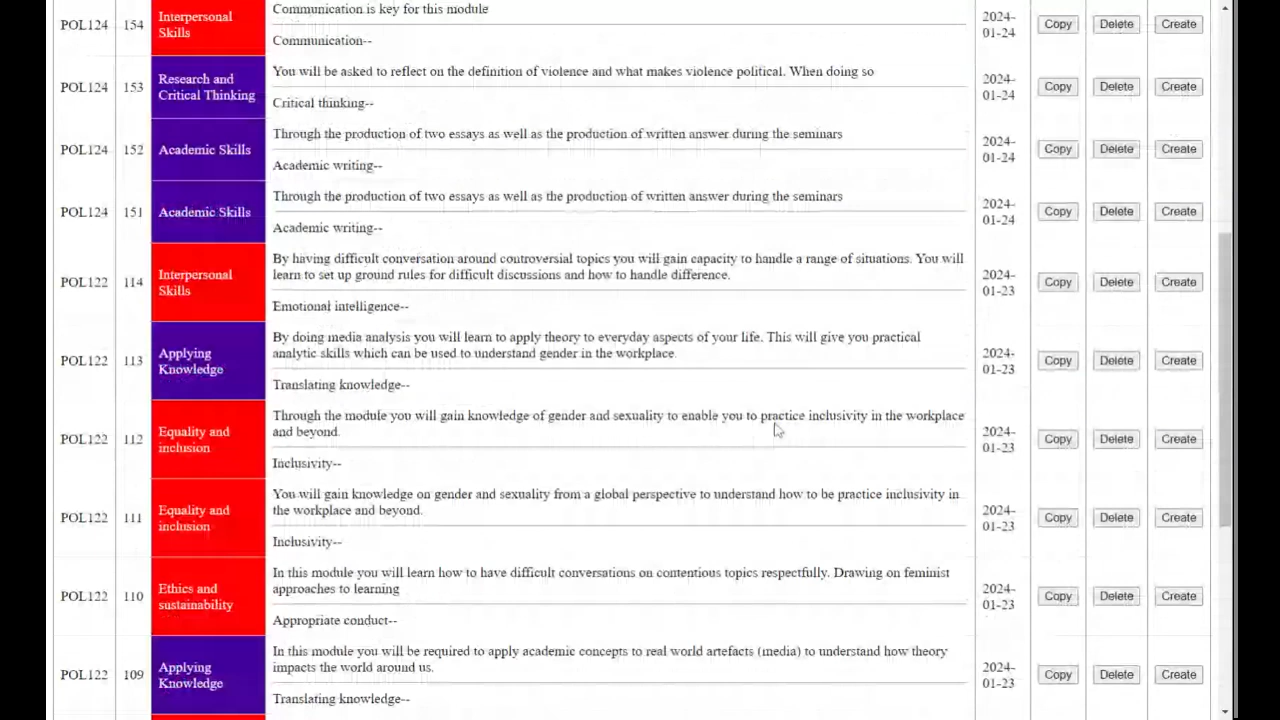 POL124 154 Interpersonal Skills Communication is key for this module 2024-01-24 Copy Delete Create
Communication--
POL124 153 Research and Critical Thinking You will be asked to reflect on the definition of violence and what makes violence political. When doing so 2024-01-24 Copy Delete Create
Critical thinking--
POL124 152 Academic Skills Through the production of two essays as well as the production of written answer during the seminars 2024-01-24 Copy Delete Create
Academic writing--
POL124 151 Academic Skills Through the production of two essays as well as the production of written answer during the seminars 2024-01-24 Copy Delete Create
Academic writing--
POL122 114 Interpersonal Skills By having difficult conversation around controversial topics you will gain capacity to handle a range of situations. You will
learn to set up ground rules for difficult discussions and how to handle difference. 2024-01-23 Copy Delete Create
Emotional intelligence--
POL122 113 Applying Knowledge By doing media analysis you will learn to apply theory to everyday aspects of your life. This will give you practical
analytic skills which can be used to understand gender in the workplace. 2024-01-23 Copy Delete Create
Translating knowledge--
POL122 112 Equality and inclusion Through the module you will gain knowledge of gender and sexuality to enable you to practice inclusivity in the workplace
and beyond. 2024-01-23 Copy Delete Create
Inclusivity--
POL122 111 Equality and inclusion You will gain knowledge on gender and sexuality from a global perspective to understand how to be practice inclusivity in
the workplace and beyond. 2024-01-23 Copy Delete Create
Inclusivity--
POL122 110 Ethics and sustainability In this module you will learn how to have difficult conversations on contentious topics respectfully. Drawing on feminist
approaches to learning 2024-01-23 Copy Delete Create
Appropriate conduct--
POL122 109 Applying Knowledge In this module you will be required to apply academic concepts to real world artefacts (media) to understand how theory
impacts the world around us. 2024-01-23 Copy Delete Create
Translating knowledge--